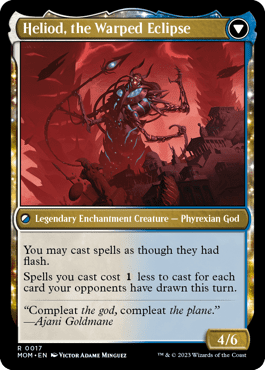 Heliod, the Warped Eclipse
Legendary Enchantment Creature — Phyrexian God
You may cast spells as though they had
flash.
Spells you cast cost 1 less to cast for each
card your opponents have drawn this turn.
“Compleat the god, compleat the plane.”
—Ajani Goldmane
4/6
R 0017
MOM • EN Victor Adame Minguez
™ & © 2023 Wizards of the Coast